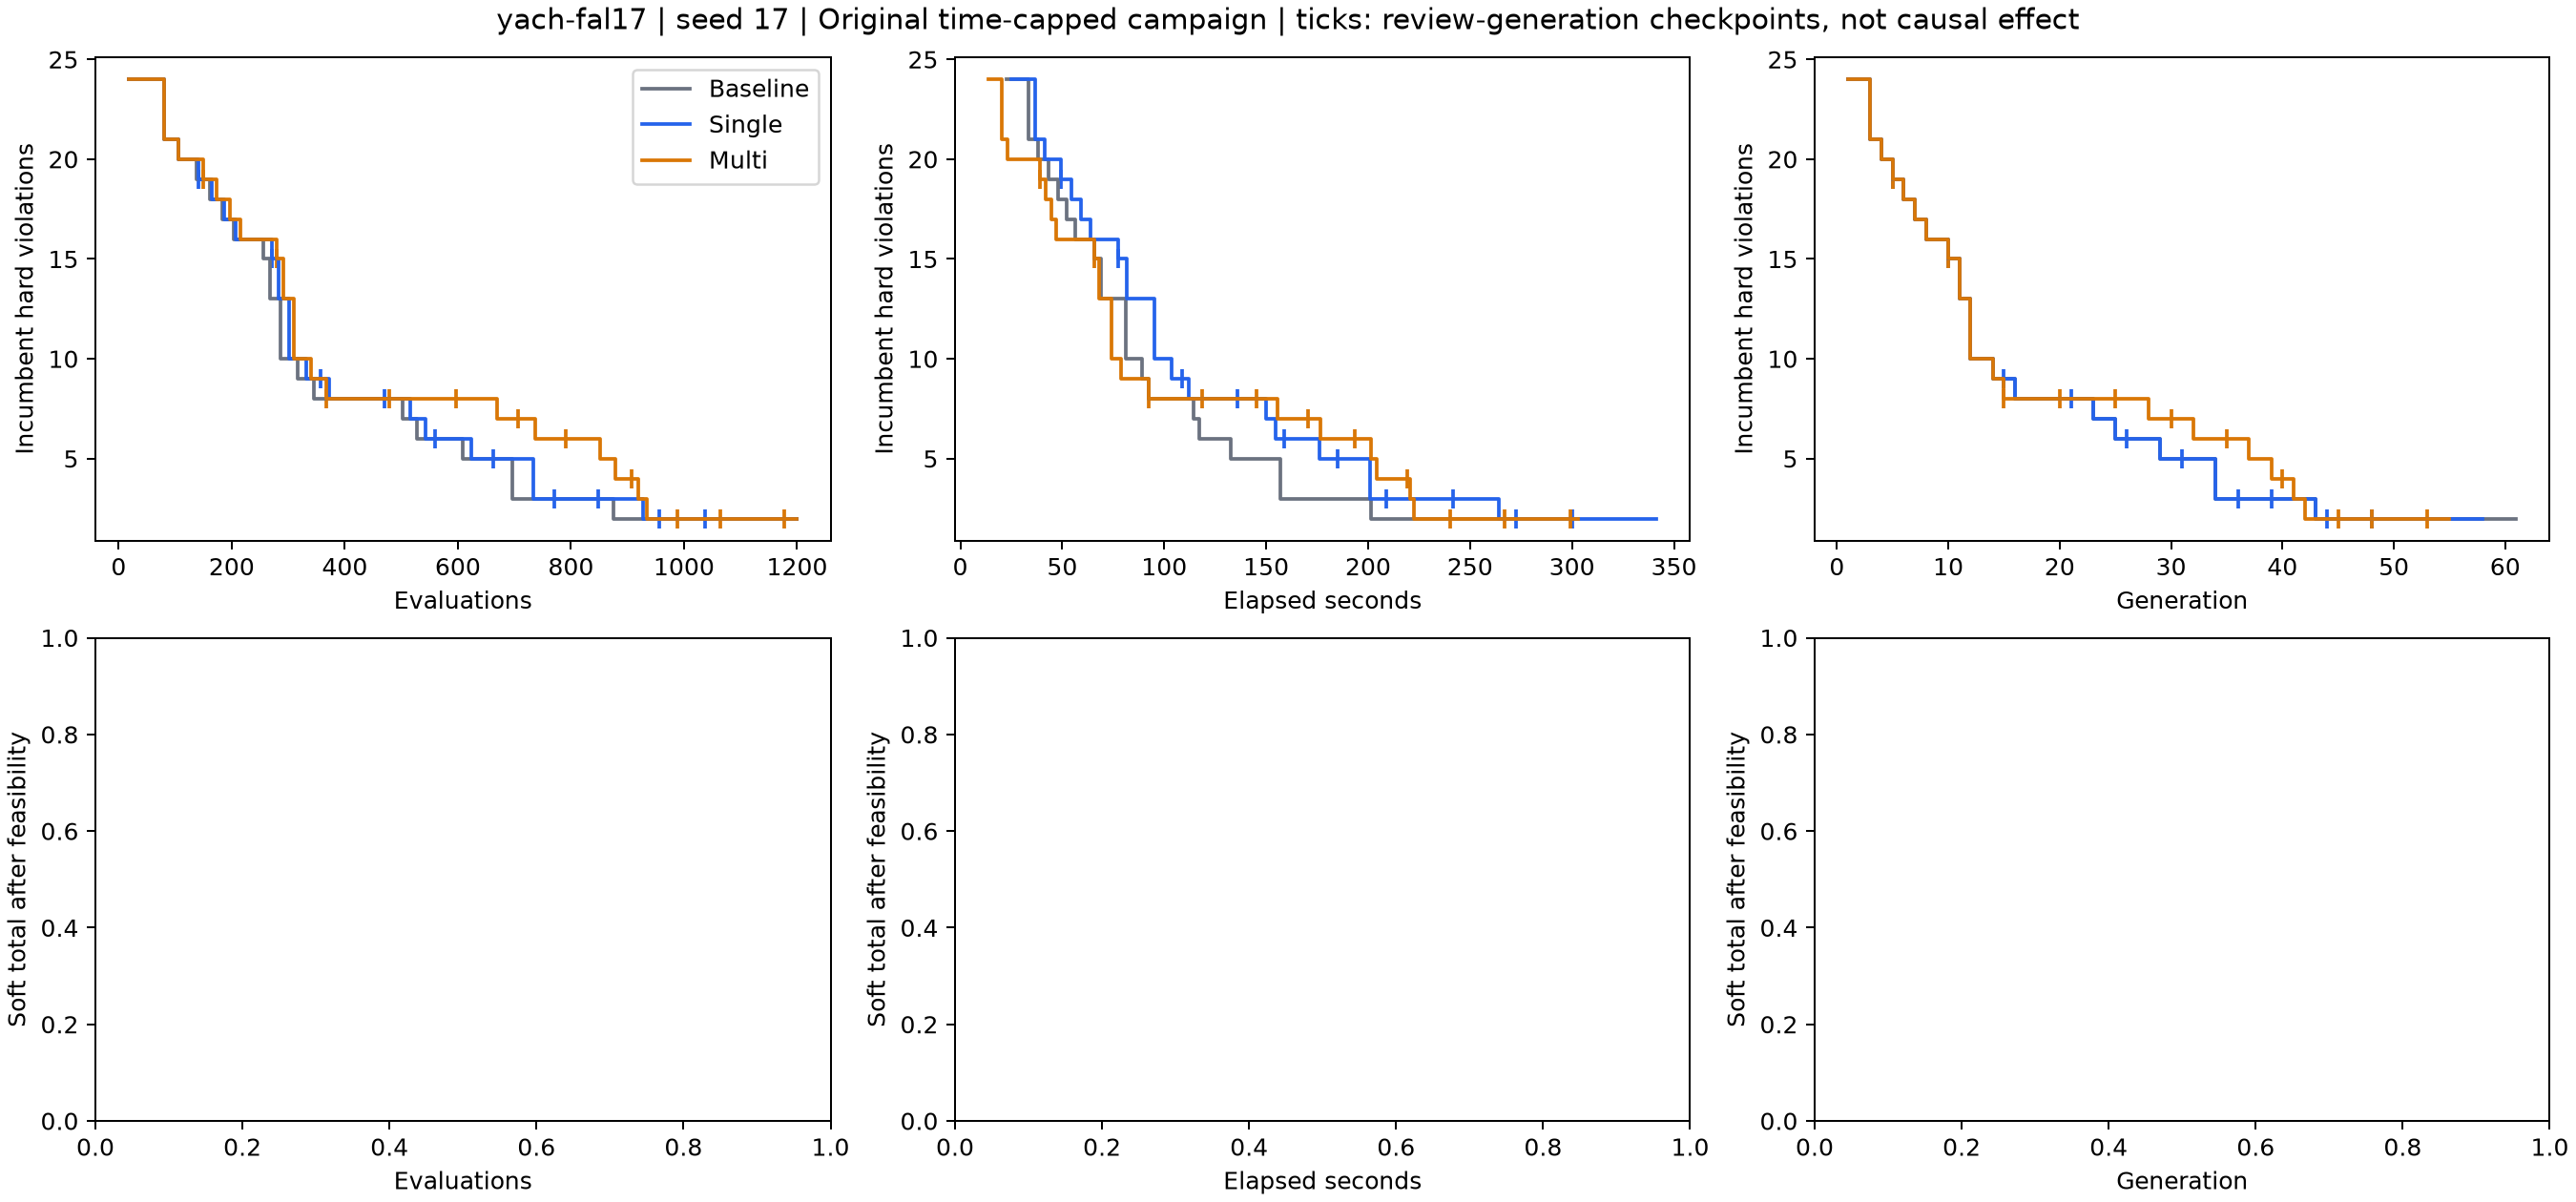 yach-fal17 | seed 17 | Original time-capped campaign | ticks: review-generation checkpoints, not causal effect
Incumbent hard violations
25
20
15
10
5
0 200 400 600 800 1000 1200
Evaluations
Baseline
Single
Multi
Incumbent hard violations
25
20
15
10
5
0 50 100 150 200 250 300 350
Elapsed seconds
Incumbent hard violations
25
20
15
10
5
0 10 20 30 40 50 60
Generation
Soft total after feasibility
1.0
0.8
0.6
0.4
0.2
0.0
0.0 0.2 0.4 0.6 0.8 1.0
Evaluations
Soft total after feasibility
1.0
0.8
0.6
0.4
0.2
0.0
0.0 0.2 0.4 0.6 0.8 1.0
Elapsed seconds
Soft total after feasibility
1.0
0.8
0.6
0.4
0.2
0.0
0.0 0.2 0.4 0.6 0.8 1.0
Generation